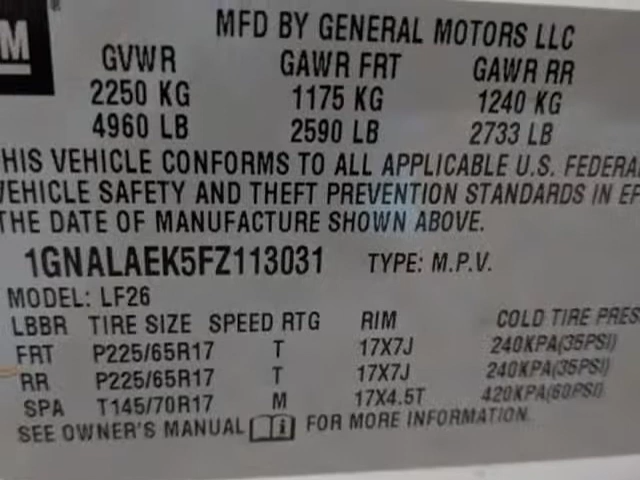 M ®
MFD BY GENERAL MOTORS LLC
GVWR GAWR FRT GAWR RR
2250 KG 1175 KG 1240 KG
4960 LB 2590 LB 2733 LB
HIS VEHICLE CONFORMS TO ALL APPLICABLE U.S. FEDERA
VEHICLE SAFETY AND THEFT PREVENTION STANDARDS IN EF
THE DATE OF MANUFACTURE SHOWN ABOVE.
1GNALAEK5FZ113031 TYPE: M.P.V.
MODEL: LF26
LBBR TIRE SIZE SPEED RTG RIM COLD TIRE PRES
FRT P225/65R17 T 17X7J 240KPA(35PSI)
RR P225/65R17 T 17X7J 240KPA(35PSI)
SPA T145/70R17 M 17X4.5T 420KPA(60PSI)
SEE OWNER'S MANUAL i FOR MORE INFORMATION.